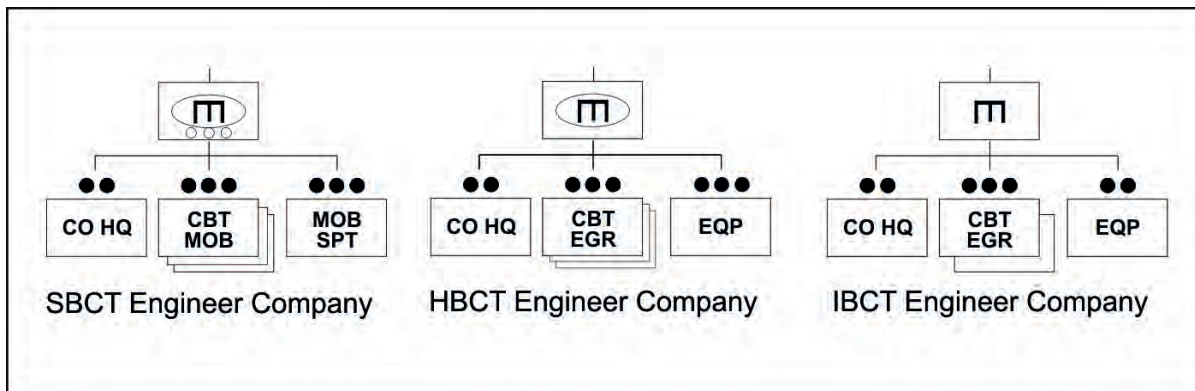 CO HQ
CBT
MOB
MOB
SPT
SBCT Engineer Company
CO HQ
CBT
EGR
EQP
HBCT Engineer Company
CO HQ
CBT
EGR
EQP
IBCT Engineer Company